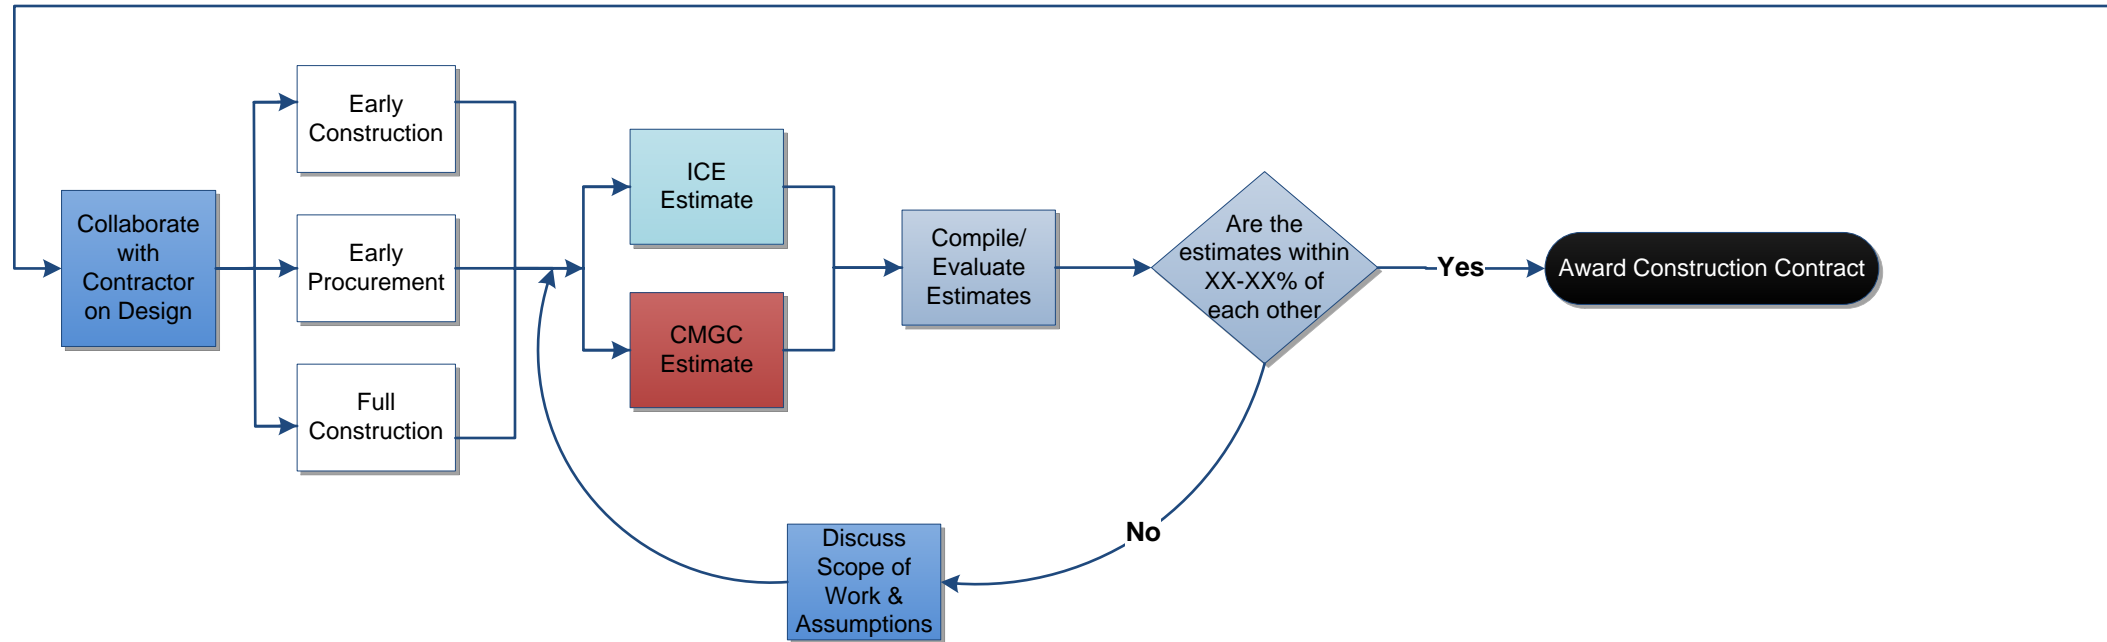 Collaborate
with
Contractor
on Design
Early
Construction
Early
Procurement
Full
Construction
ICE
Estimate
CMGC
Estimate
Compile/
Evaluate
Estimates
Are the
estimates within
XX-XX% of
each other
Yes
Award Construction Contract
No
Discuss
Scope of
Work &
Assumptions